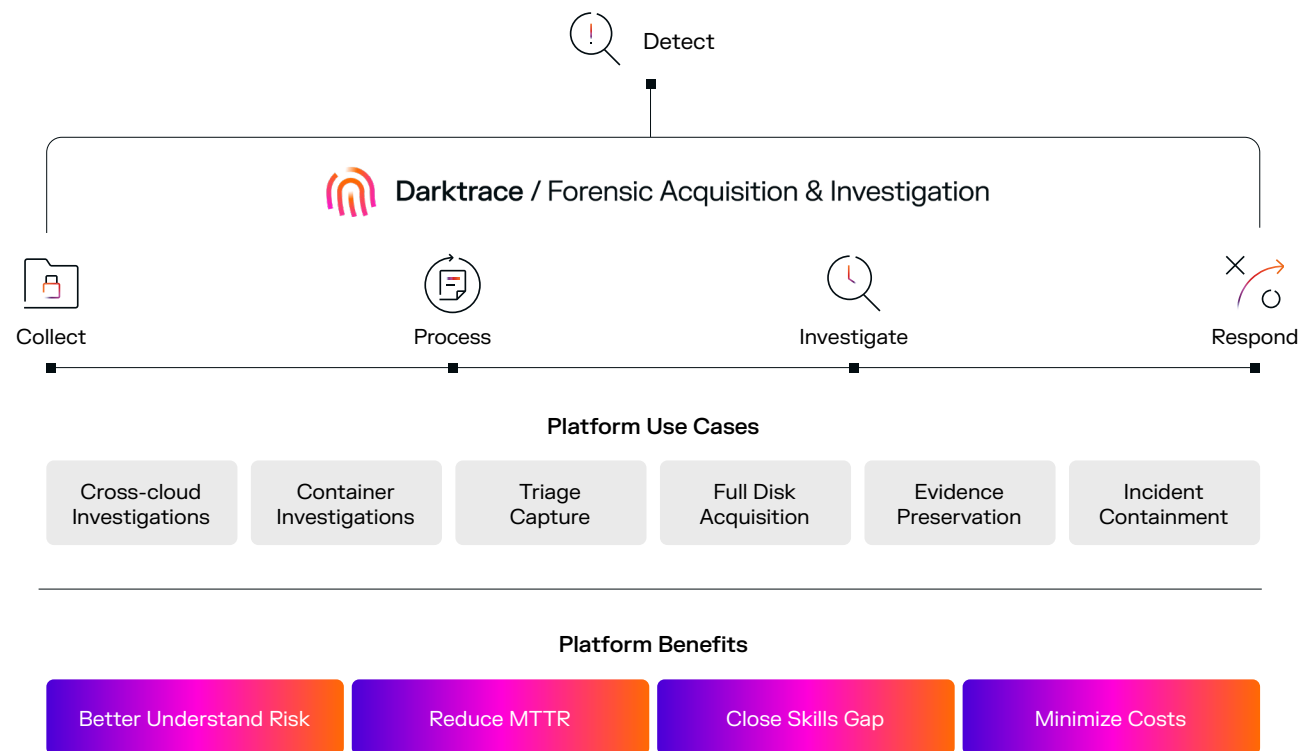 Detect
Darktrace / Forensic Acquisition & Investigation
Collect
Process
Investigate
Respond
Platform Use Cases
Cross-cloud
Investigations
Container
Investigations
Triage
Capture
Full Disk
Acquisition
Evidence
Preservation
Incident
Containment
Platform Benefits
Better Understand Risk
Reduce MTTR
Close Skills Gap
Minimize Costs